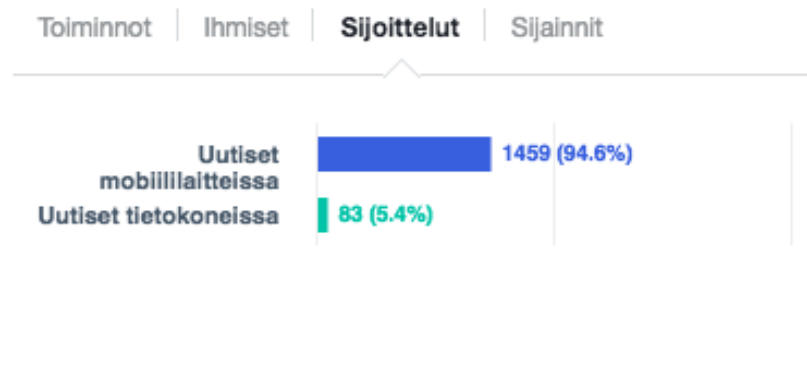 Toiminnot Ihmiset Sijoittelut Sijainnit
Uutiset
mobiililaitteissa
1459 (94.6%)
Uutiset tietokoneissa
83 (5.4%)